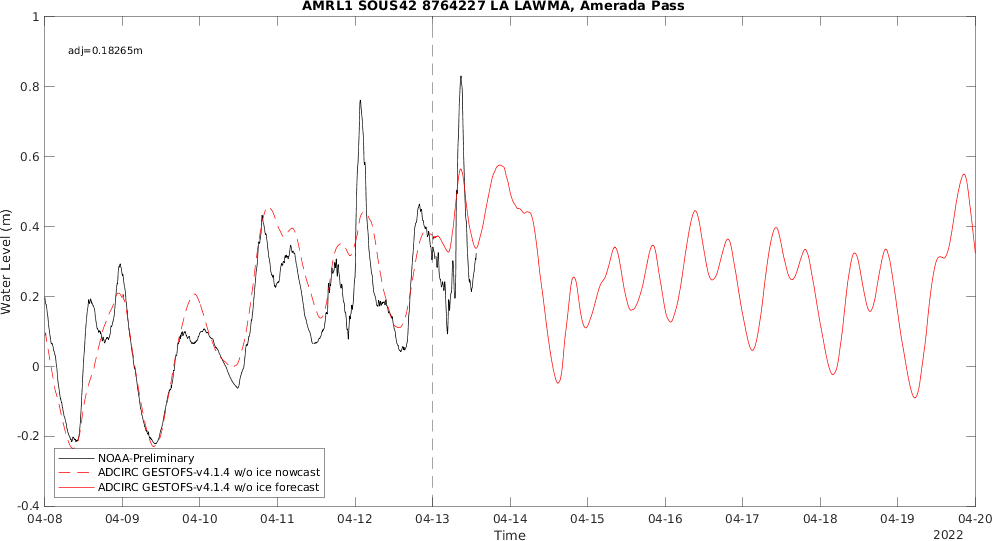 AMRL1 SOUS42 8764227 LA LAWMA, Amerada Pass
adj=0.18265m
Water Level (m)
1
0.8
0.6
0.4
0.2
0
-0.2
-0.4
NOAA-Preliminary
ADCIRC GESTOFS-v4.1.4 w/o ice nowcast
ADCIRC GESTOFS-v4.1.4 w/o ice forecast
04-08 04-09 04-10 04-11 04-12 04-13 04-14 04-15 04-16 04-17 04-18 04-19 04-20
Time
2022